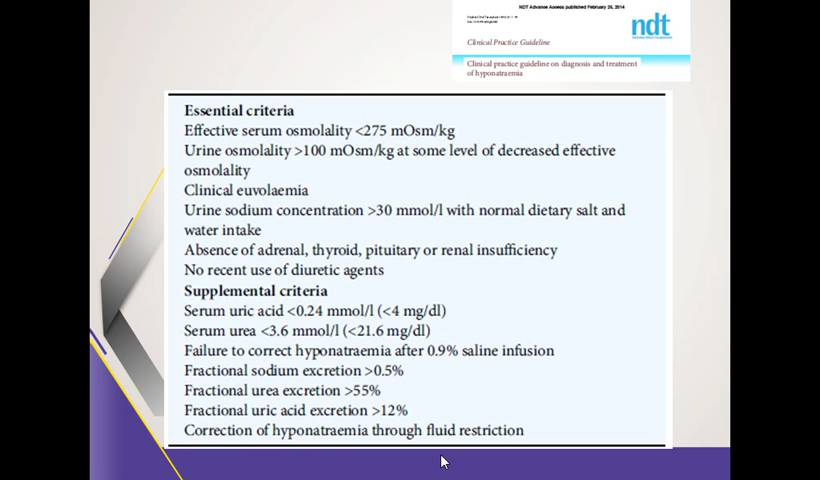 NDT Advance Access published February 25, 2014
ndt
Clinical Practice Guideline
Clinical practice guideline on diagnosis and treatment
of hyponatraemia
Essential criteria
Effective serum osmolality <275 mOsm/kg
Urine osmolality >100 mOsm/kg at some level of decreased effective
osmolality
Clinical euvolaemia
Urine sodium concentration >30 mmol/l with normal dietary salt and
water intake
Absence of adrenal, thyroid, pituitary or renal insufficiency
No recent use of diuretic agents
Supplemental criteria
Serum uric acid <0.24 mmol/l (<4 mg/dl)
Serum urea <3.6 mmol/l (<21.6 mg/dl)
Failure to correct hyponatraemia after 0.9% saline infusion
Fractional sodium excretion >0.5%
Fractional urea excretion >55%
Fractional uric acid excretion >12%
Correction of hyponatraemia through fluid restriction